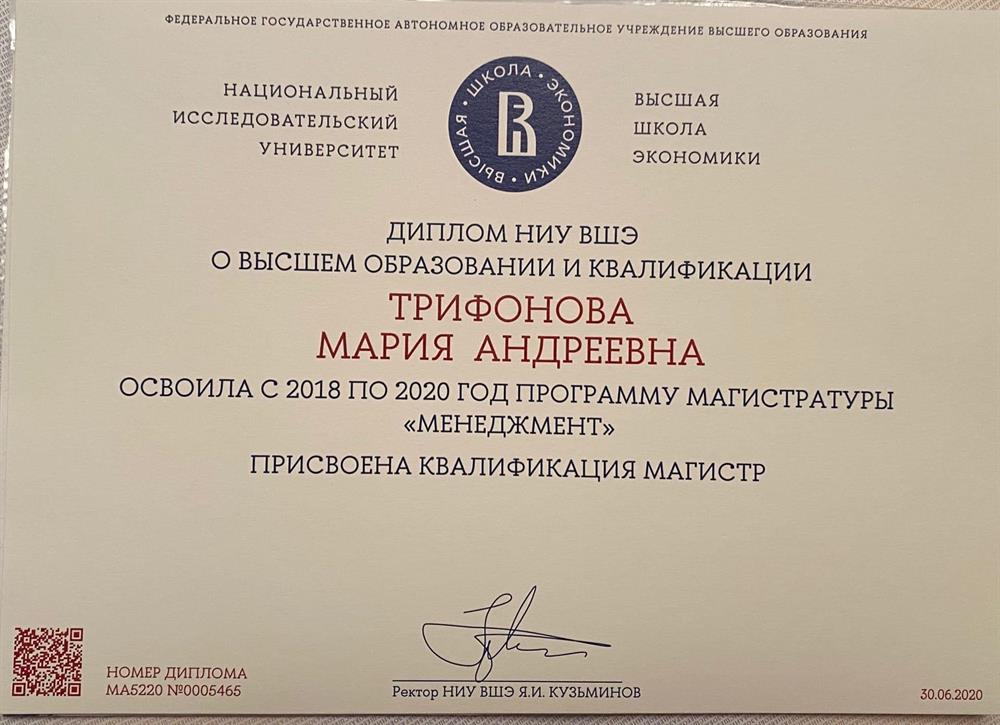 ФЕДЕРАЛЬНОЕ ГОСУДАРСТВЕННОЕ АВТОНОМНОЕ ОБРАЗОВАТЕЛЬНОЕ УЧРЕЖДЕНИЕ ВЫСШЕГО ОБРАЗОВАНИЯ
НАЦИОНАЛЬНЫЙ
ИССЛЕДОВАТЕЛЬСКИЙ
УНИВЕРСИТЕТ
ВЫСШАЯ • ШКОЛА • ЭКОНОМИКИ •
ВЫСШАЯ
ШКОЛА
ЭКОНОМИКИ
ДИПЛОМ НИУ ВШЭ
О ВЫСШЕМ ОБРАЗОВАНИИ И КВАЛИФИКАЦИИ
ТРИФОНОВА
МАРИЯ АНДРЕЕВНА
ОСВОИЛА С 2018 ПО 2020 ГОД ПРОГРАММУ МАГИСТРАТУРЫ
«МЕНЕДЖМЕНТ»
ПРИСВОЕНА КВАЛИФИКАЦИЯ МАГИСТР
НОМЕР ДИПЛОМА
МА5220 №0005465
Ректор НИУ ВШЭ Я.И. КУЗЬМИНОВ
30.06.2020